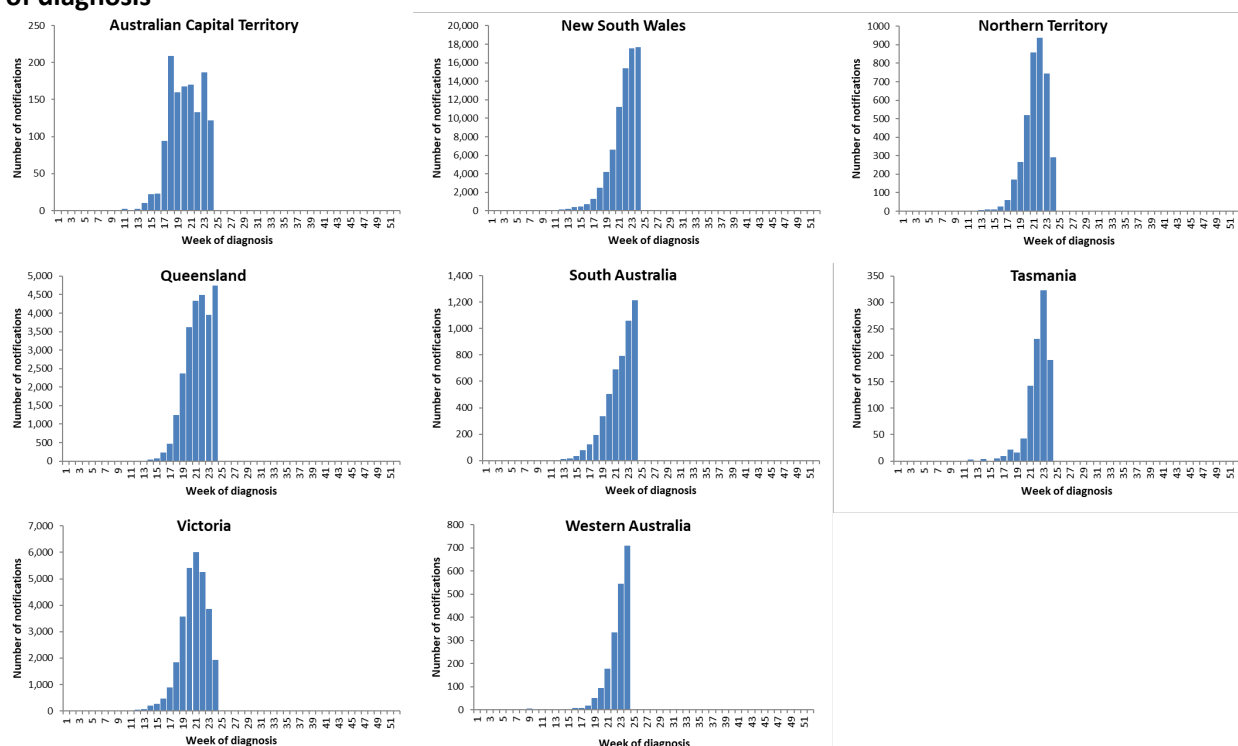 of diagnosis
Australian Capital Territory
Number of notifications
250
200
150
100
50
0
1 3 5 7 9 11 13 15 17 19 21 23 25 27 29 31 33 35 37 39 41 43 45 47 49 51
Week of diagnosis
New South Wales
Number of notifications
20,000
18,000
16,000
14,000
12,000
10,000
8,000
6,000
4,000
2,000
0
1 3 5 7 9 11 13 15 17 19 21 23 25 27 29 31 33 35 37 39 41 43 45 47 49 51
Week of diagnosis
Northern Territory
Number of notifications
1000
900
800
700
600
500
400
300
200
100
0
1 3 5 7 9 11 13 15 17 19 21 23 25 27 29 31 33 35 37 39 41 43 45 47 49 51
Week of diagnosis
Queensland
Number of notifications
5,000
4,500
4,000
3,500
3,000
2,500
2,000
1,500
1,000
500
0
1 3 5 7 9 11 13 15 17 19 21 23 25 27 29 31 33 35 37 39 41 43 45 47 49 51
Week of diagnosis
South Australia
Number of notifications
1,400
1,200
1,000
800
600
400
200
0
1 3 5 7 9 11 13 15 17 19 21 23 25 27 29 31 33 35 37 39 41 43 45 47 49 51
Week of diagnosis
Tasmania
Number of notifications
350
300
250
200
150
100
50
0
1 3 5 7 9 11 13 15 17 19 21 23 25 27 29 31 33 35 37 39 41 43 45 47 49 51
Week of diagnosis
Victoria
Number of notifications
7,000
6,000
5,000
4,000
3,000
2,000
1,000
0
1 3 5 7 9 11 13 15 17 19 21 23 25 27 29 31 33 35 37 39 41 43 45 47 49 51
Week of diagnosis
Western Australia
Number of notifications
800
700
600
500
400
300
200
100
0
1 3 5 7 9 11 13 15 17 19 21 23 25 27 29 31 33 35 37 39 41 43 45 47 49 51
Week of diagnosis